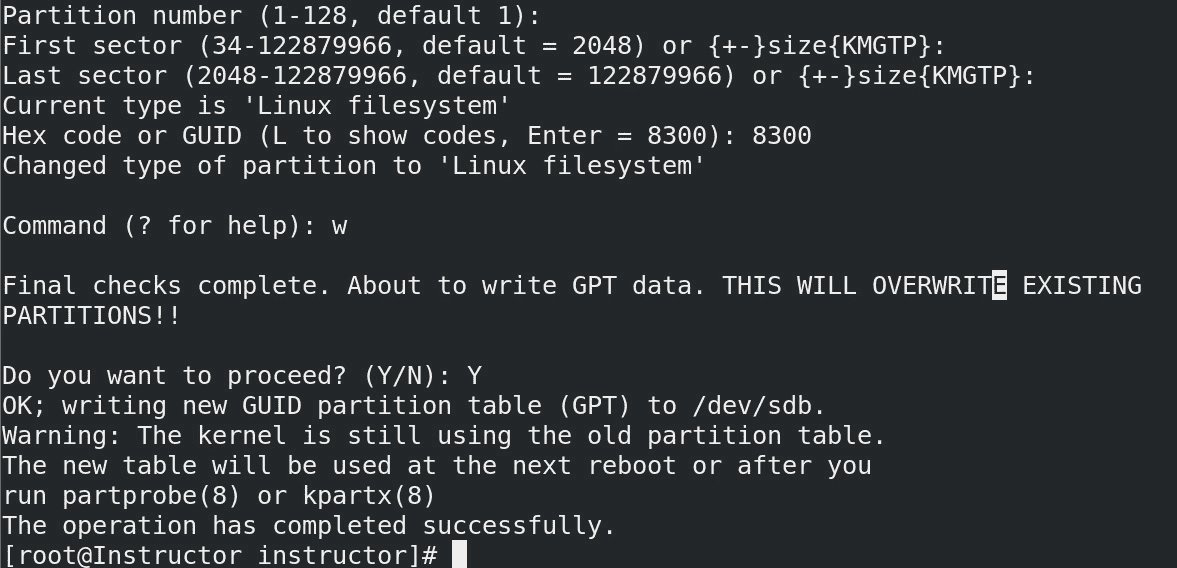 Partition number (1-128, default 1):
First sector (34-122879966, default = 2048) or {+-}size{KMGTP}:
Last sector (2048-122879966, default = 122879966) or {+-}size{KMGTP}:
Current type is 'Linux filesystem'
Hex code or GUID (L to show codes, Enter = 8300): 8300
Changed type of partition to 'Linux filesystem'
Command (? for help): w
Final checks complete. About to write GPT data. THIS WILL OVERWRITE EXISTING
PARTITIONS!!
Do you want to proceed? (Y/N): Y
OK; writing new GUID partition table (GPT) to /dev/sdb.
Warning: The kernel is still using the old partition table.
The new table will be used at the next reboot or after you
run partprobe(8) or kpartx(8)
The operation has completed successfully.
[root@Instructor instructor]#